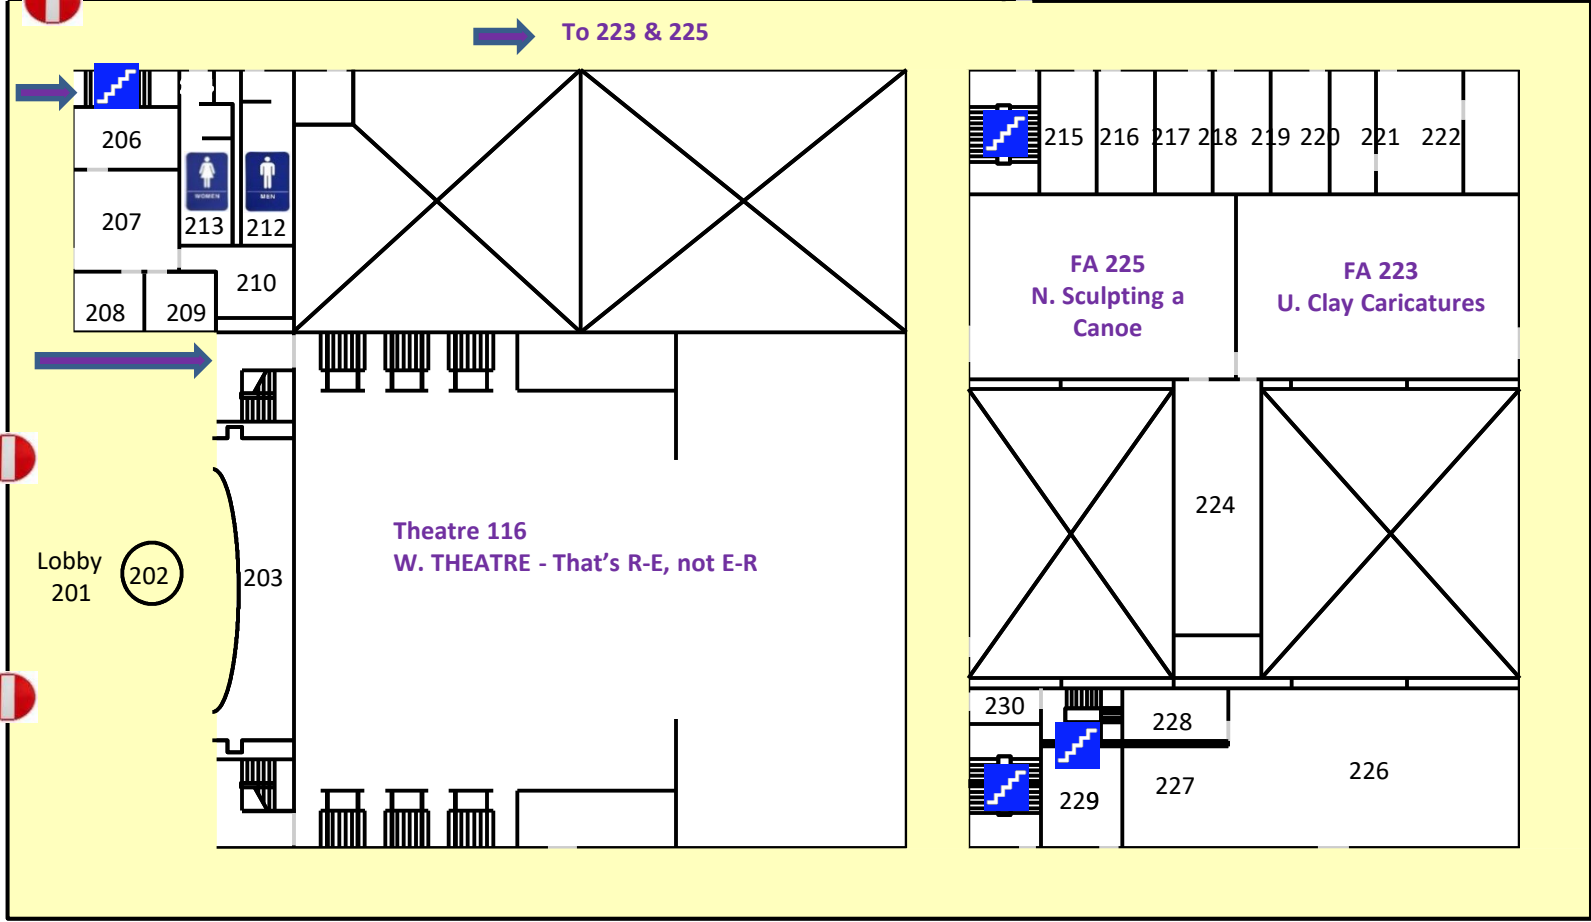 To 223 & 225
206
207
213
212
WOMEN
MEN
208
209
210
215
216
217
218
219
220
221
222
FA 225
N. Sculpting a
Canoe
FA 223
U. Clay Caricatures
224
Theatre 116
W. THEATRE - That’s R-E, not E-R
Lobby
201
202
203
230
228
229
227
226